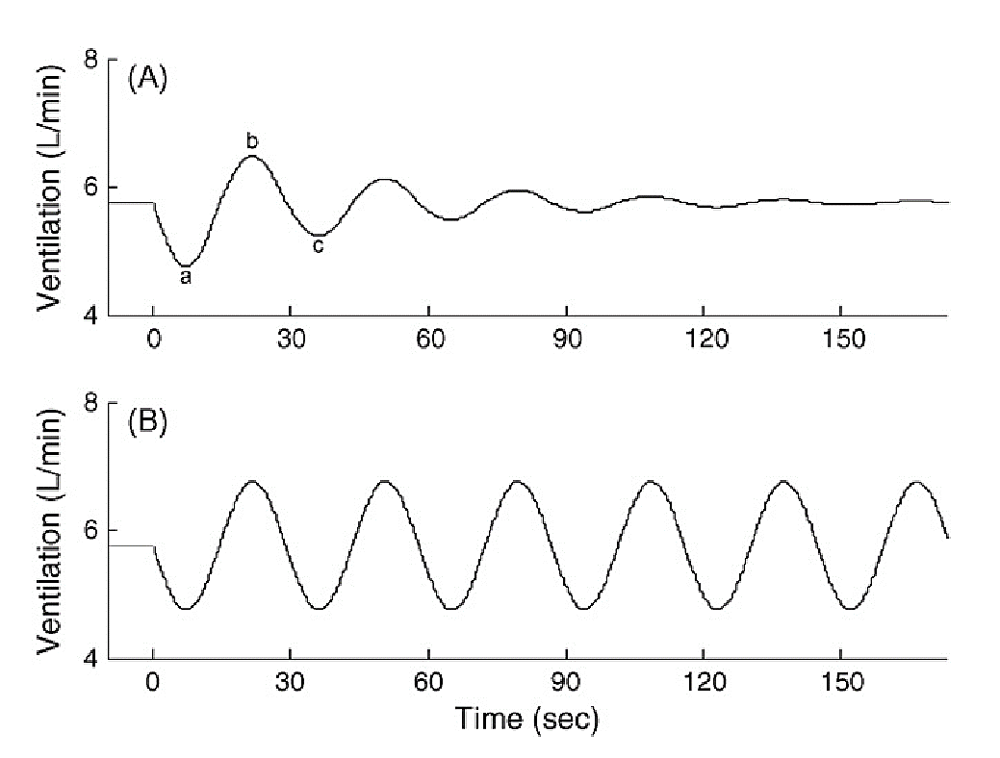 (A)
Ventilation (L/min)
8
6
4
b
c
a
0 30 60 90 120 150
(B)
Ventilation (L/min)
8
6
4
0 30 60 90 120 150
Time (sec)